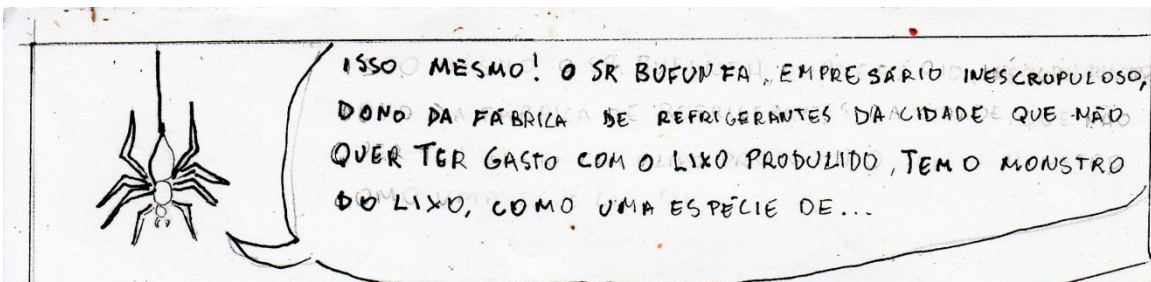 ISSO MESMO! O SR BUFUNFA, EMPRESÁRIO INESCRUPULOSO,
DONO DA FÁBRICA DE REFRIGERANTES DA CIDADE QUE NÃO
QUER TER GASTO COM O LIXO PRODUZIDO, TEM O MONSTRO
DO LIXO, COMO UMA ESPÉCIE DE...